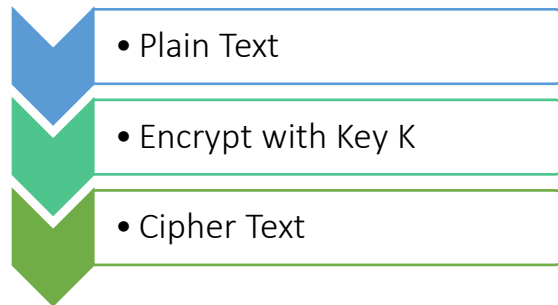 • Plain Text
• Encrypt with Key K
• Cipher Text